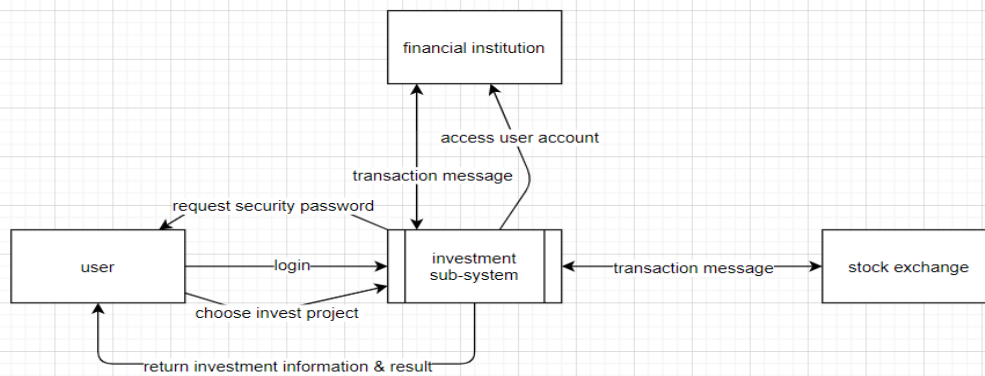 financial institution
access user account
transaction message
request security password
user
login
investment
sub-system
transaction message
stock exchange
choose invest project
return investment information & result